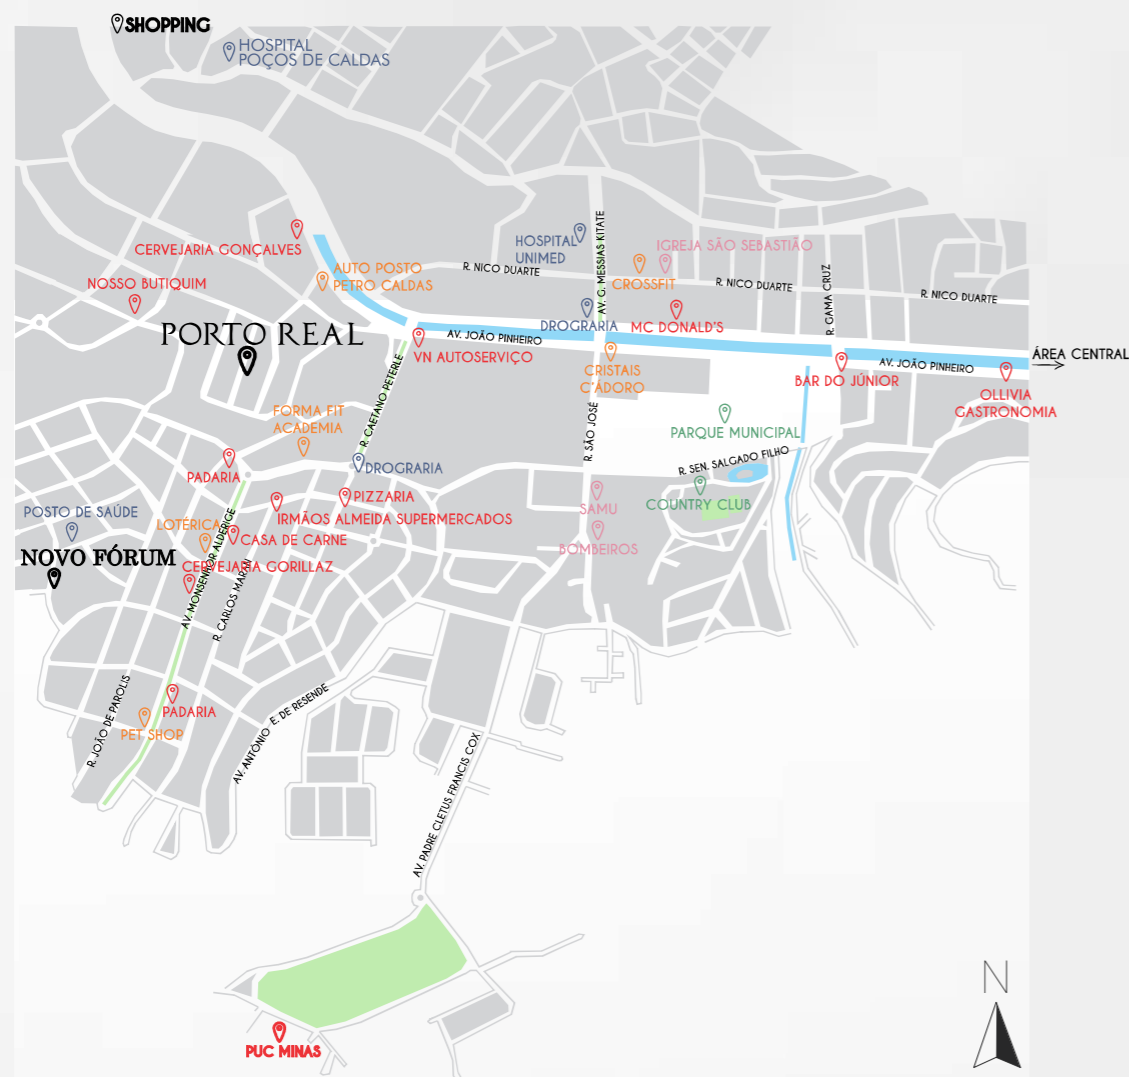 SHOPPING
HOSPITAL
POÇOS DE CALDAS
CERVEJARIA GONÇALVES
HOSPITAL
UNIMED
AV. G. MESSIAS KITATE
IGREJA SÃO SEBASTIÃO
AUTO POSTO
PETRO CALDAS
R. NICO DUARTE
CROSSFIT
R. NICO DUARTE
R. GAMA CRUZ
R. NICO DUARTE
NOSSO BUTIQUIM
PORTO REAL
DROGRARIA
MC DONALD'S
AV. JOÃO PINHEIRO
VN AUTOSERVIÇO
ÁREA CENTRAL
AV. JOÃO PINHEIRO
CRISTAIS
C'ÁDORO
BAR DO JÚNIOR
OLLIVIA
GASTRONOMIA
R. CAETANO PETERLE
FORMA FIT
ACADEMIA
R. SÃO JOSÉ
PARQUE MUNICIPAL
R. SEN. SALGADO FILHO
PADARIA
DROGRARIA
PIZZARIA
COUNTRY CLUB
SAMU
POSTO DE SAÚDE
LOTÉRICA
IRMÃOS ALMEIDA SUPERMERCADOS
CASA DE CARNE
BOMBEIROS
NOVO FÓRUM
CERVEJARIA GORILLAZ
AV. MONSENHOR ALDERIGE
R. CARLOS MARAN
R. JOÃO DE PAROLIS
PADARIA
PET SHOP
AV. ANTÔNIO E. DE RESENDE
AV. PADRE CLETUS FRANCIS COX
N
PUC MINAS